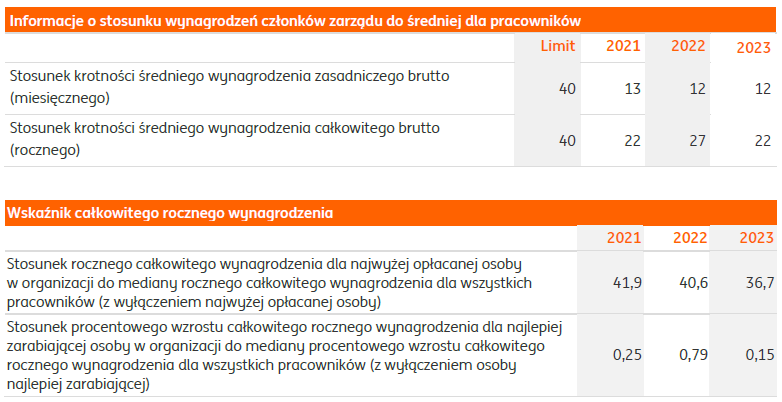 Informacje o stosunku wynagrodzeń członków zarządu do średniej dla pracowników
Limit 2021 2022 2023
Stosunek krotności średniego wynagrodzenia zasadniczego brutto
(miesięcznego)
40 13 12 12
Stosunek krotności średniego wynagrodzenia całkowitego brutto
(rocznego)
40 22 27 22
Wskaźnik całkowitego rocznego wynagrodzenia
2021 2022 2023
Stosunek rocznego całkowitego wynagrodzenia dla najwyżej opłacanej osoby
w organizacji do mediany rocznego całkowitego wynagrodzenia dla wszystkich
pracowników (z wyłączeniem najwyżej opłacanej osoby)
41,9 40,6 36,7
Stosunek procentowego wzrostu całkowitego rocznego wynagrodzenia dla najlepiej
zarabiającej osoby w organizacji do mediany procentowego wzrostu całkowitego
rocznego wynagrodzenia dla wszystkich pracowników (z wyłączeniem osoby
najlepiej zarabiającej)
0,25 0,79 0,15